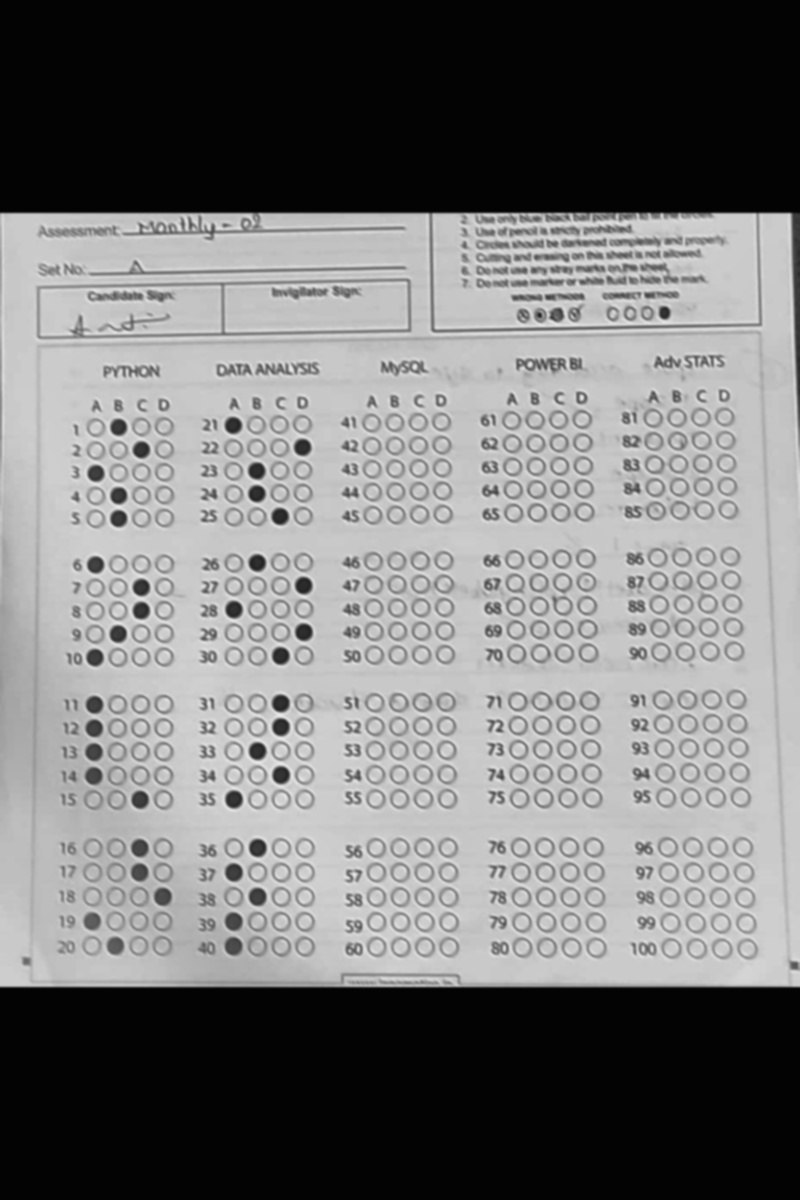 2. Use only blue/ black ball point pen to fill the circles.
Assessment: Monthly - 02
3. Use of pencil is strictly prohibited.
4. Circles should be darkened completely and properly.
Set No: A
5. Cutting and erasing on this sheet is not allowed.
6. Do not use any stray marks on the sheet.
7. Do not use marker or white fluid to hide the mark.
Candidate Sign: Invigilator Sign:
WRONG METHODS CORRECT METHOD
PYTHON DATA ANALYSIS MySQL POWER BI Adv STATS
A B C D A B C D A B C D A B C D A B C D
1 21 41 61 81
2 22 42 62 82
3 23 43 63 83
4 24 44 64 84
5 25 45 65 85
6 26 46 66 86
7 27 47 67 87
8 28 48 68 88
9 29 49 69 89
10 30 50 70 90
11 31 51 71 91
12 32 52 72 92
13 33 53 73 93
14 34 54 74 94
15 35 55 75 95
16 36 56 76 96
17 37 57 77 97
18 38 58 78 98
19 39 59 79 99
20 40 60 80 100